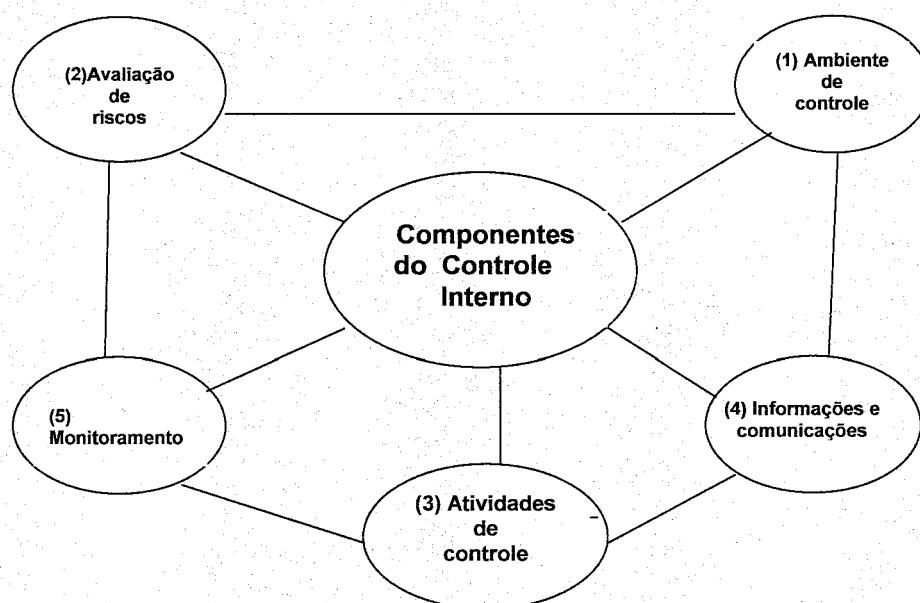 (2)Avaliação
de
riscos
(1) Ambiente
de
controle
Componentes
do Controle
Interno
(5)
Monitoramento
(4) Informações e
comunicações
(3) Atividades
de
controle